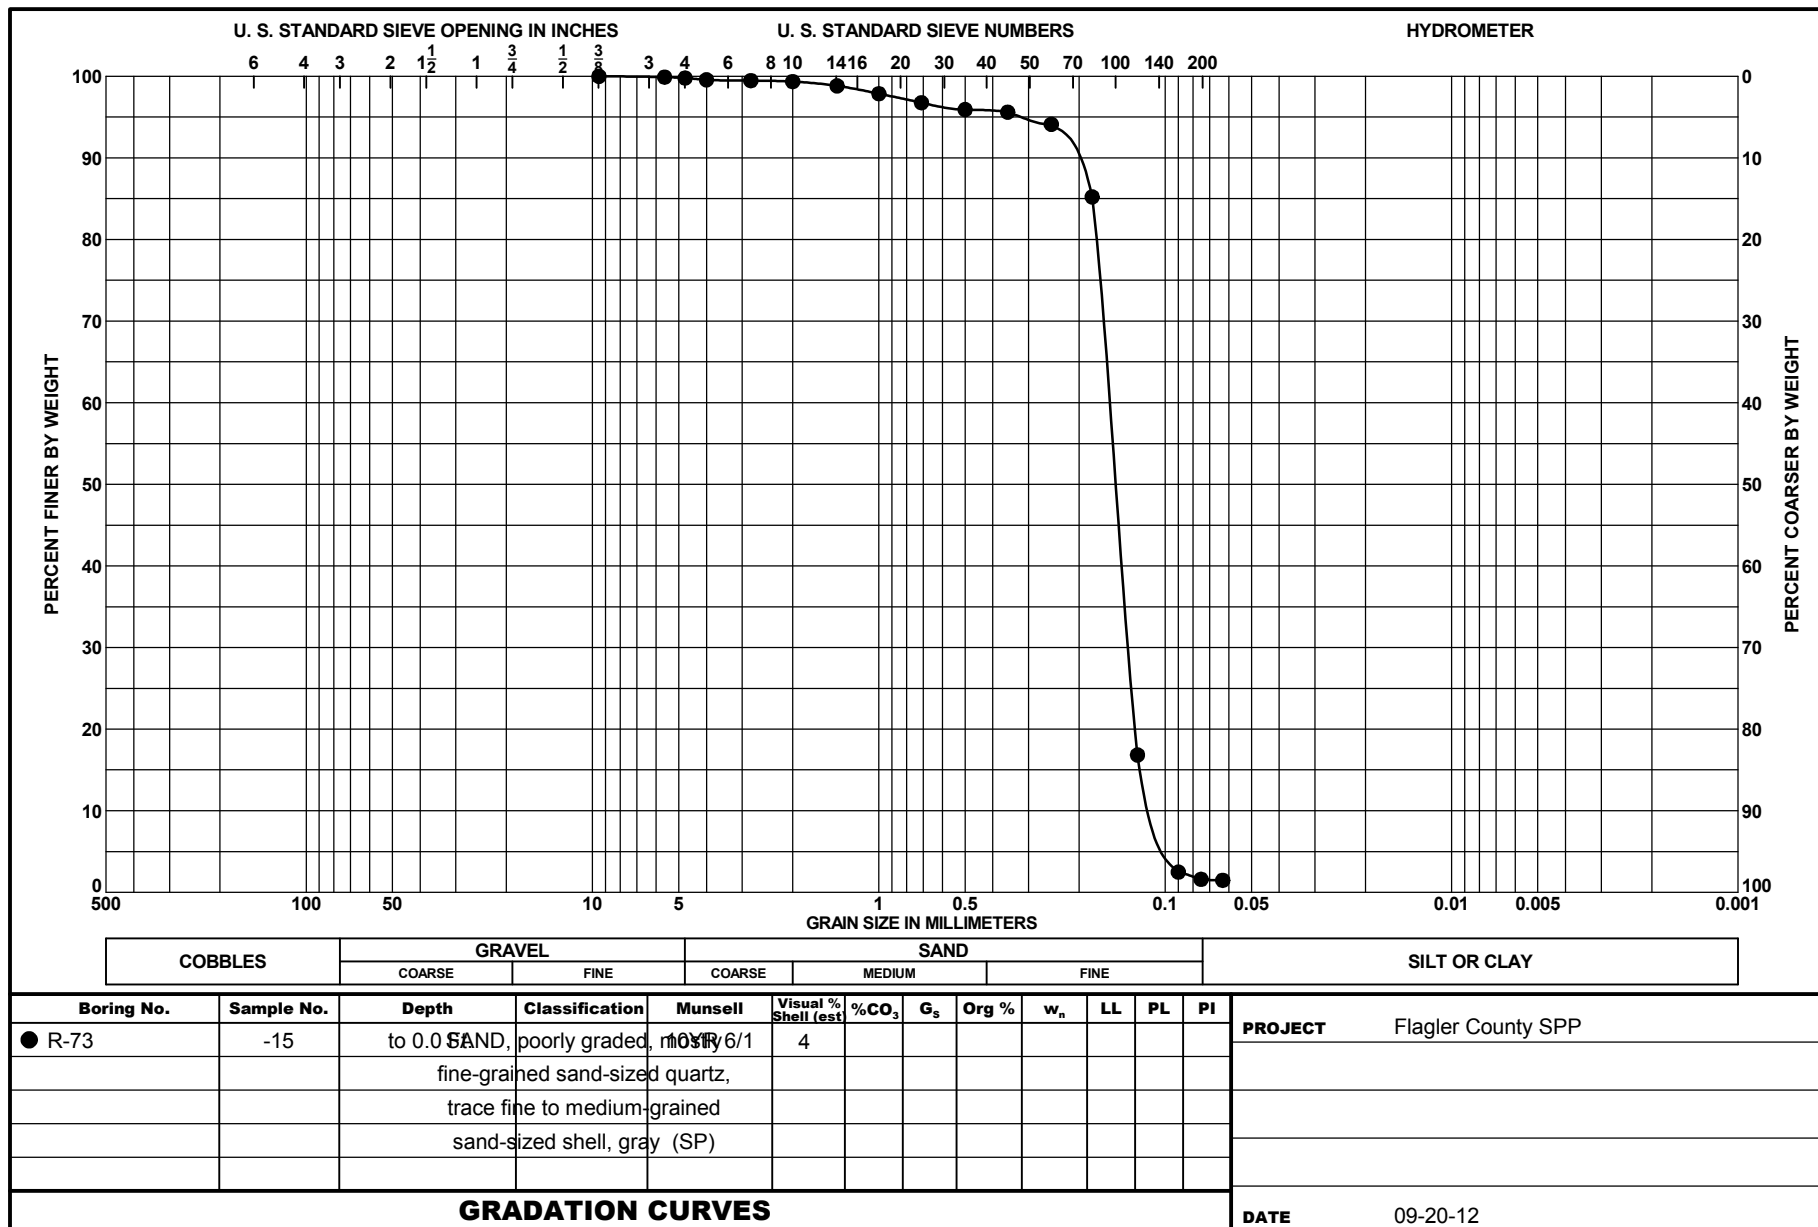 U. S. STANDARD SIEVE OPENING IN INCHES U. S. STANDARD SIEVE NUMBERS HYDROMETER
6 4 3 2 1 1/2 1 3/4 1/2 3/8 3 4 6 8 10 14 16 20 30 40 50 70 100 140 200
100 0
90 10
80 20
70 30
60 40
50 50
40 60
30 70
20 80
10 90
0 100
PERCENT FINER BY WEIGHT
PERCENT COARSER BY WEIGHT
500 100 50 10 5 1 0.5 0.1 0.05 0.01 0.005 0.001
GRAIN SIZE IN MILLIMETERS
COBBLES GRAVEL SAND SILT OR CLAY
COARSE FINE COARSE MEDIUM FINE
Boring No. Sample No. Depth Classification Munsell Visual % Shell (est) %CO3 Gs Org % wn LL PL PI
R-73 -15 to 0.0 Ft. SAND, poorly graded, mostly 10YR 6/1 4
fine-grained sand-sized quartz,
trace fine to medium-grained
sand-sized shell, gray (SP)
PROJECT Flagler County SPP
GRADATION CURVES
DATE 09-20-12